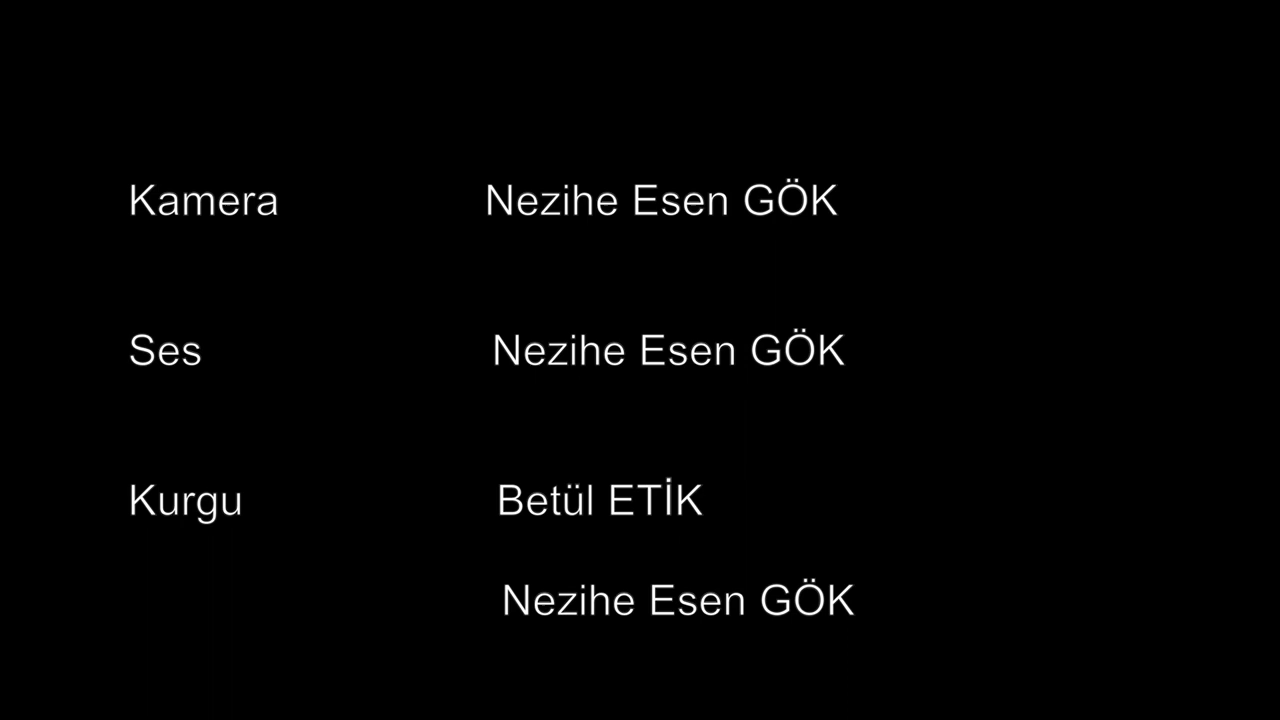 Kamera Nezihe Esen GÖK
Ses Nezihe Esen GÖK
Kurgu Betül ETİK
Nezihe Esen GÖK